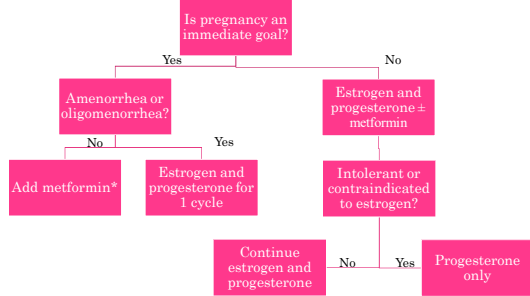 Is pregnancy an
immediate goal?
Yes
No
Amenorrhea or
oligomenorrhea?
Estrogen and
progesterone ±
metformin
No
Yes
Add metformin*
Estrogen and
progesterone for
1 cycle
Intolerant or
contraindicated
to estrogen?
Continue
estrogen and
progesterone
No
Yes
Progesterone
only